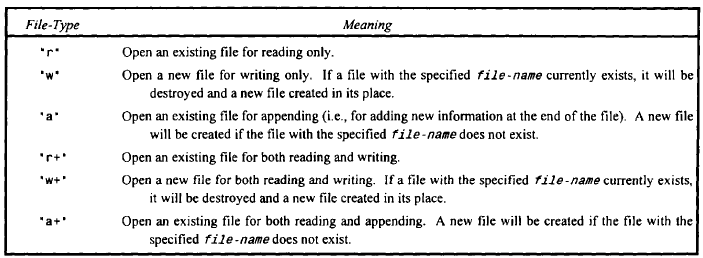 File-Type Meaning
"r" Open an existing file for reading only.
"w" Open a new file for writing only. If a file with the specified file-name currently exists, it will be
destroyed and a new file created in its place.
"a" Open an existing file for appending (i.e., for adding new information at the end of the file). A new file
will be created if the file with the specified file-name does not exist.
"r+" Open an existing file for both reading and writing.
"w+" Open a new file for both reading and writing. If a file with the specified file-name currently exists,
it will be destroyed and a new file created in its place.
"a+" Open an existing file for both reading and appending. A new file will be created if the file with the
specified file-name does not exist.